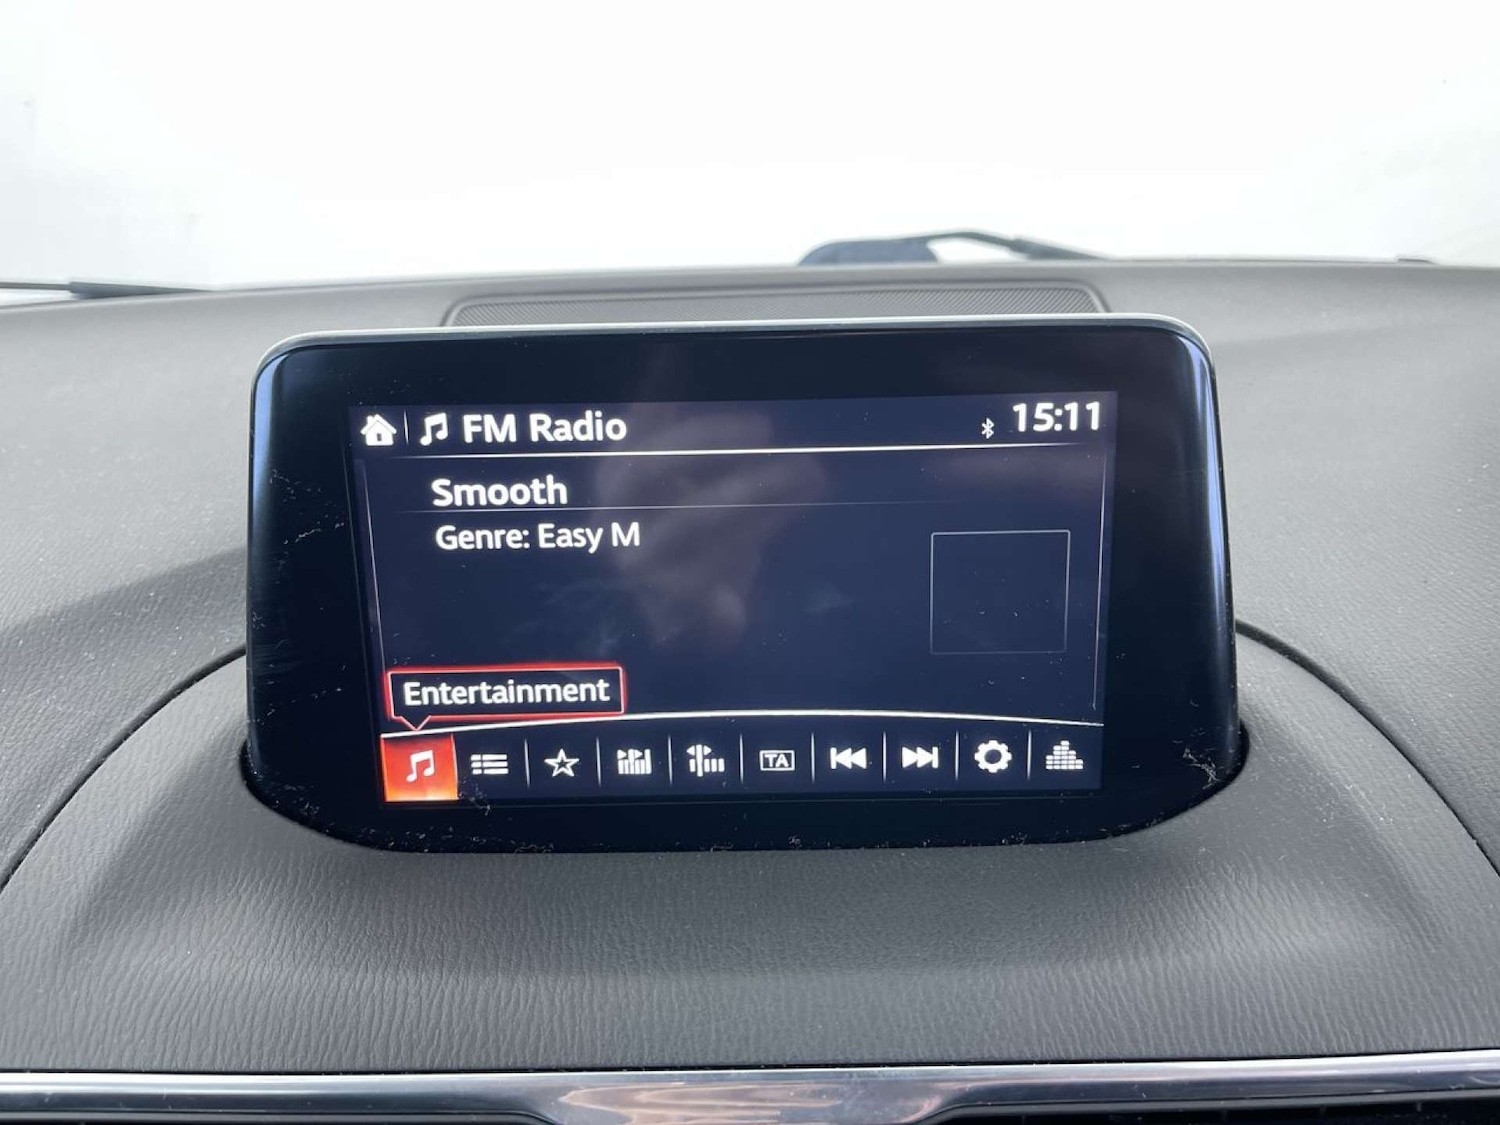 FM Radio
15:11
Smooth
Genre: Easy M
Entertainment
TA